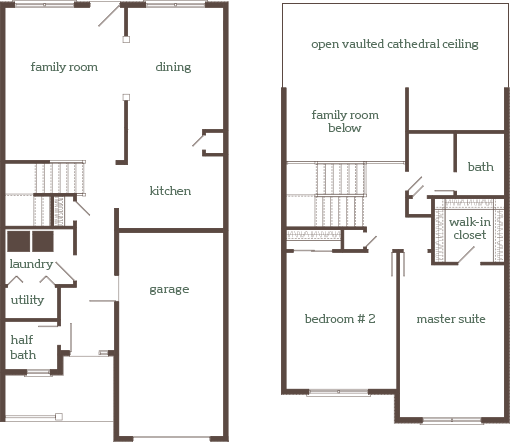 family room
dining
kitchen
laundry
utility
half
bath
garage
open vaulted cathedral ceiling
family room
below
bath
walk-in
closet
bedroom # 2
master suite